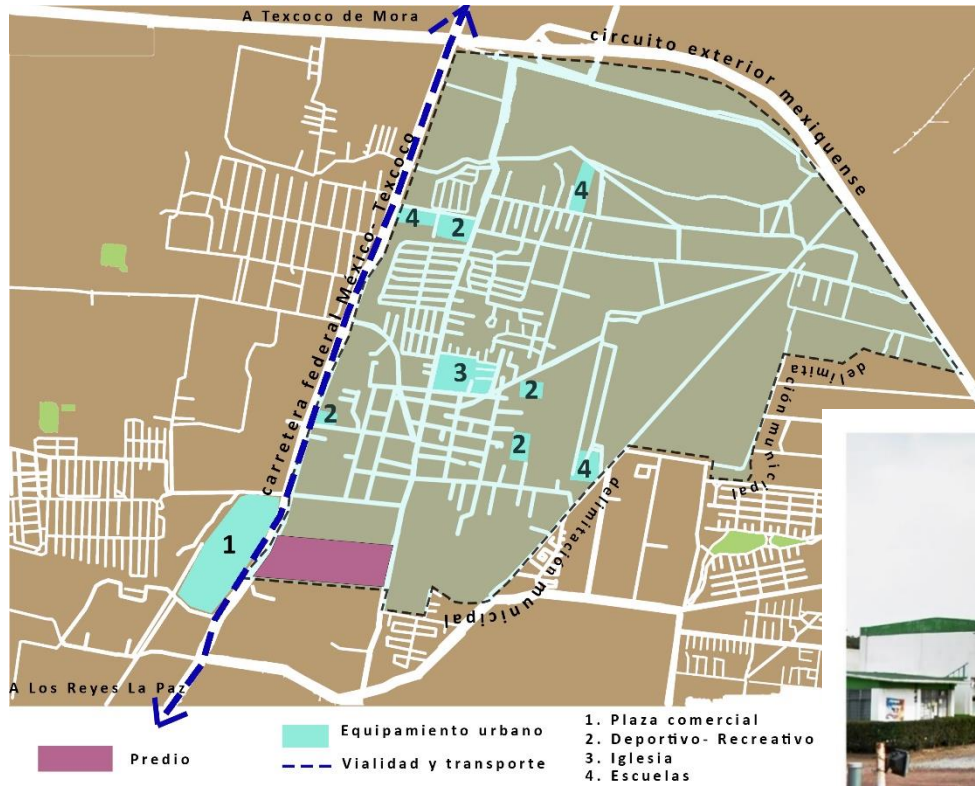 A Texcoco de Mora
circuito exterior mexiquense
carretera federal México- Texcoco
4
4
2
3
2
2
2
4
1
delimita
ción municipal
delimitación municipal
A Los Reyes La Paz
Predio
Equipamiento urbano
Vialidad y transporte
1. Plaza comercial
2. Deportivo- Recreativo
3. Iglesia
4. Escuelas